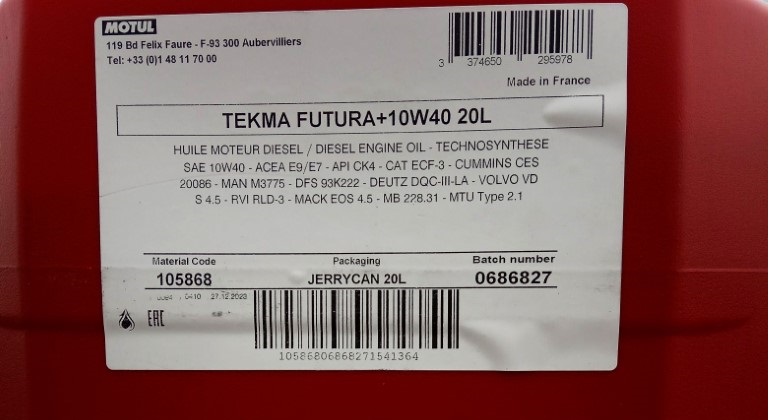 MOTUL
119 Bd Felix Faure - F-93 300 Aubervilliers
Tel: +33 (0)1 48 11 70 00
3 374650 295978
Made in France
TEKMA FUTURA+10W40 20L
HUILE MOTEUR DIESEL / DIESEL ENGINE OIL - TECHNOSYNTHESE
SAE 10W40 - ACEA E9/E7 - API CK4 - CAT ECF-3 - CUMMINS CES
20086 - MAN M3775 - DFS 93K222 - DEUTZ DQC-III-LA - VOLVO VD
S 4.5 - RVI RLD-3 - MACK EOS 4.5 - MB 228.31 - MTU Type 2.1
Material Code Packaging Batch number
105868 JERRYCAN 20L 0686827
27.12.2023
EAC
10586806868271541364